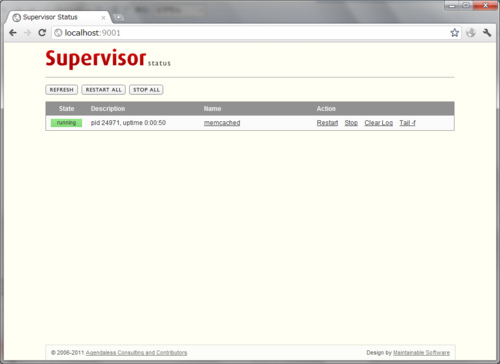 Supervisor Status
localhost:9001
Supervisor status
REFRESH RESTART ALL STOP ALL
State Description Name Action
running pid 24971, uptime 0:00:50 memcached Restart Stop Clear Log Tail -f
© 2006-2011 Agendaless Consulting and Contributors Design by Maintainable Software